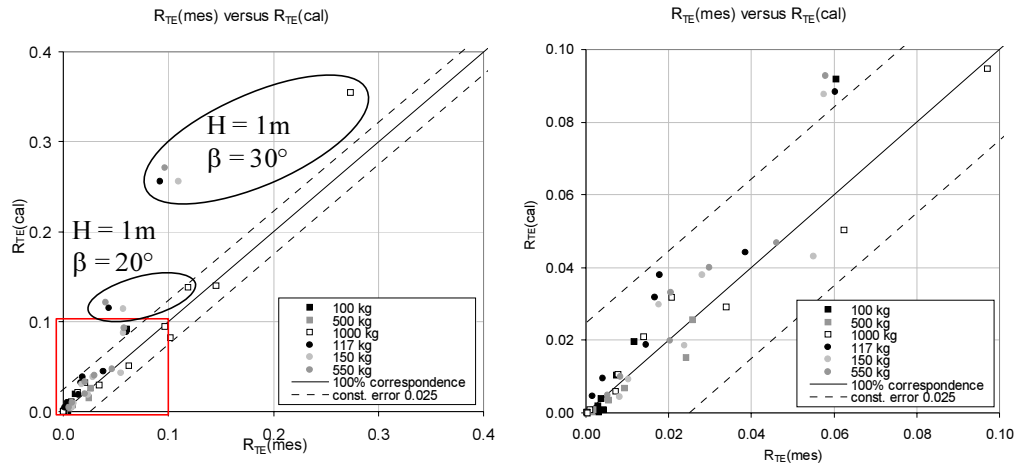 R_TE(mes) versus R_TE(cal)
0.4
0.3
0.2
0.1
0.0
R_TE(cal)
H = 1m
β = 30°
H = 1m
β = 20°
100 kg
500 kg
1000 kg
117 kg
150 kg
550 kg
100% correspondence
const. error 0.025
0.0 0.1 0.2 0.3 0.4
R_TE(mes)
R_TE(mes) versus R_TE(cal)
0.10
0.08
0.06
0.04
0.02
0.00
R_TE(cal)
100 kg
500 kg
1000 kg
117 kg
150 kg
550 kg
100% correspondence
const. error 0.025
0.00 0.02 0.04 0.06 0.08 0.10
R_TE(mes)